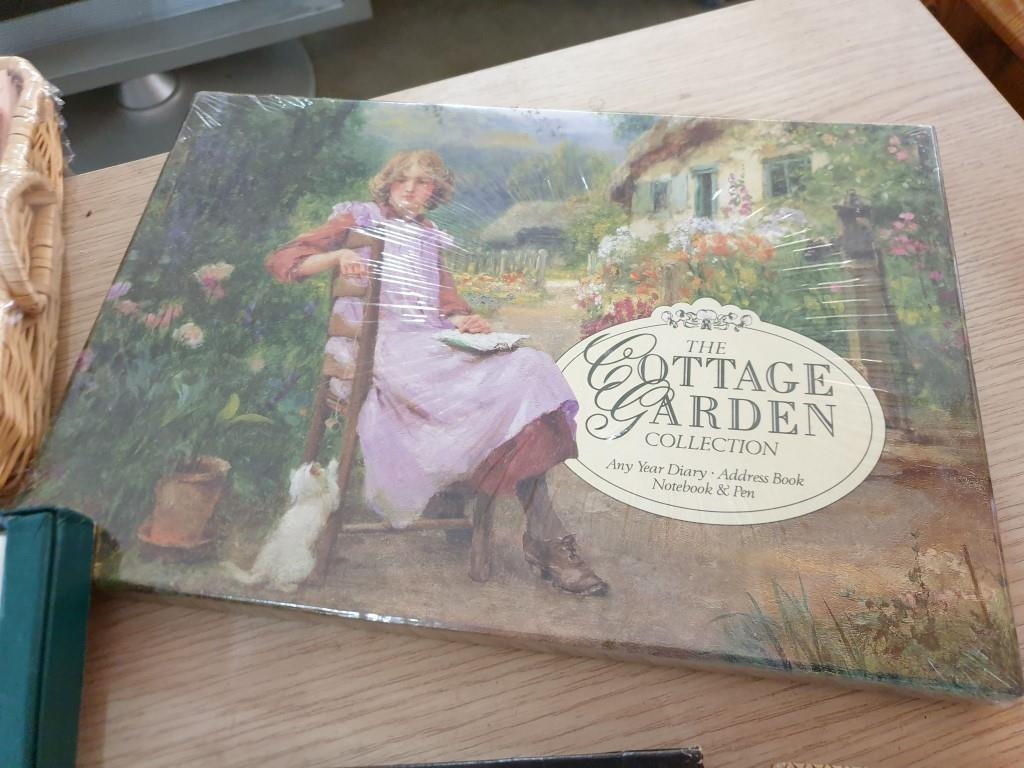 THE
COTTAGE
GARDEN
COLLECTION
Any Year Diary · Address Book
Notebook & Pen